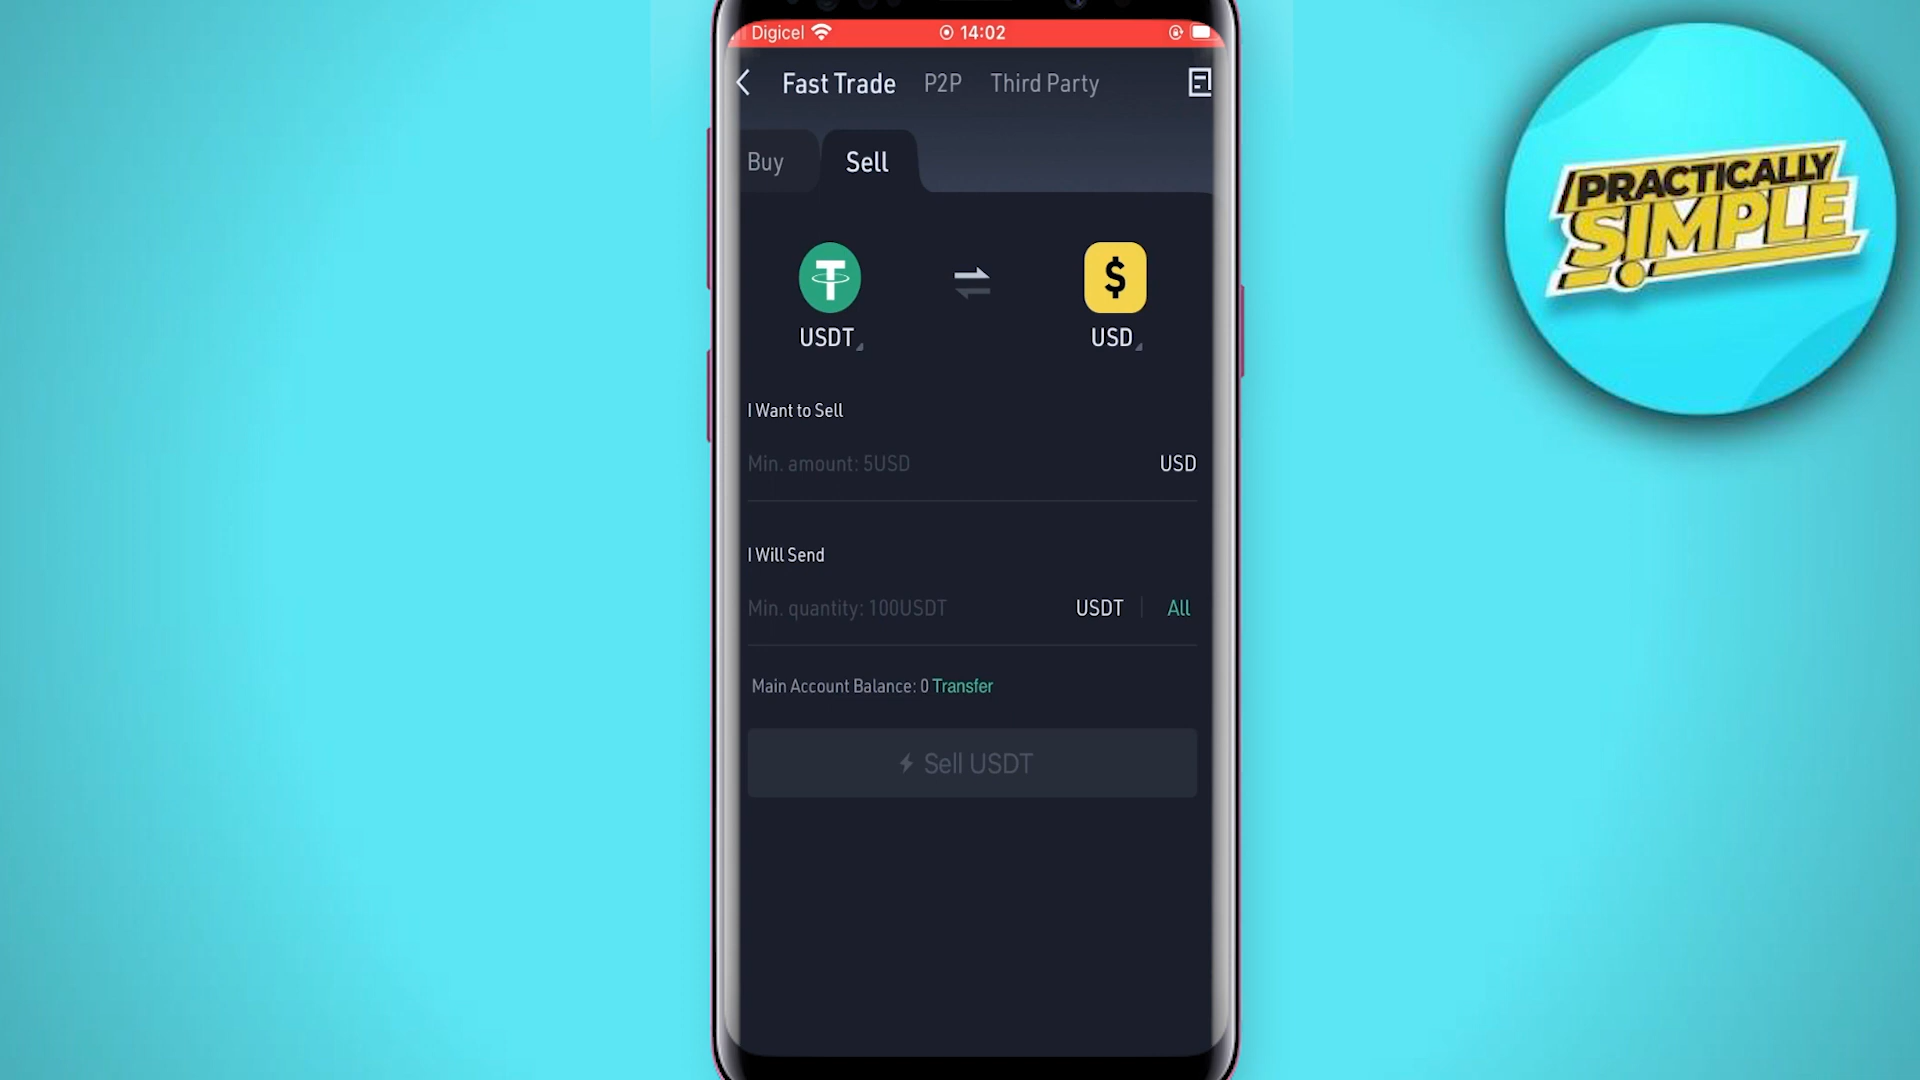 Digicel 14:02
Fast Trade P2P Third Party
Buy Sell
USDT USD
I Want to Sell
Min. amount: 5USD USD
I Will Send
Min. quantity: 100USDT USDT All
Main Account Balance: 0 Transfer
Sell USDT
PRACTICALLY
SIMPLE